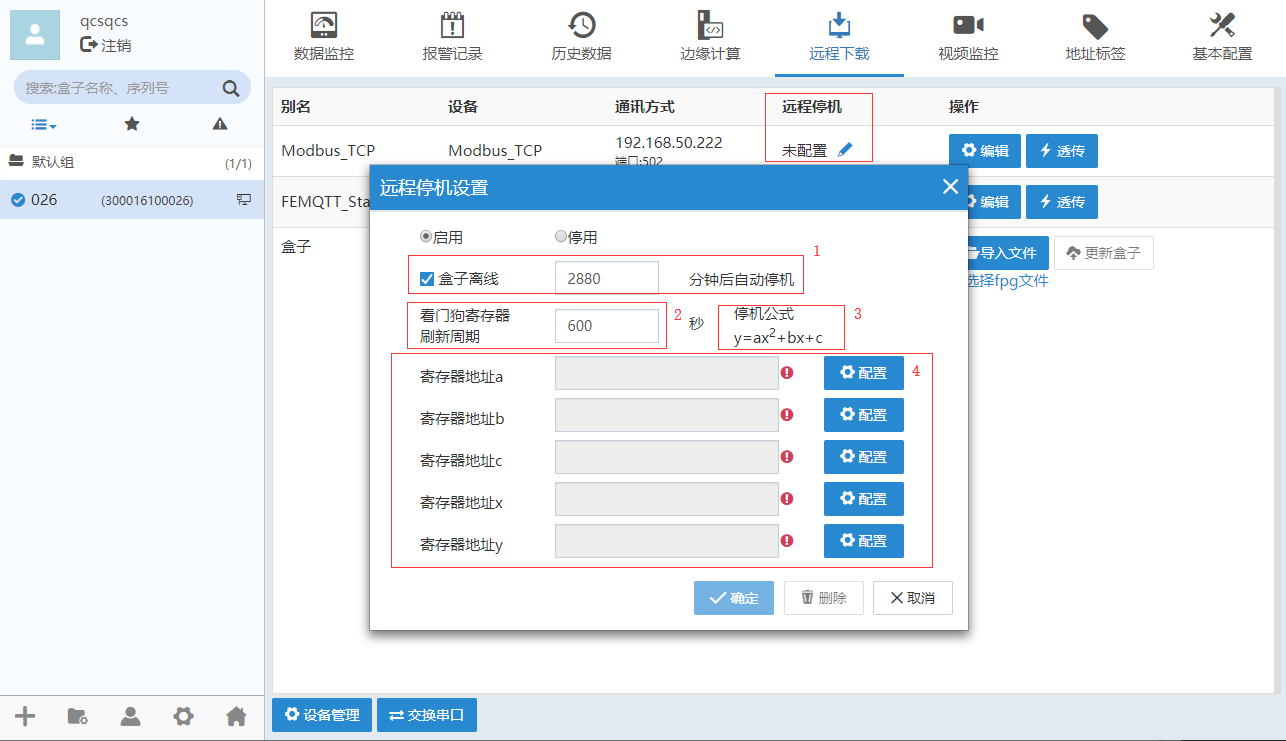 qcsqcs
注销
搜索:盒子名称、序列号
默认组 (1/1)
026 (300016100026)
数据监控 报警记录 历史数据 边缘计算 远程下载 视频监控 地址标签 基本配置
别名 设备 通讯方式 远程停机 操作
Modbus_TCP Modbus_TCP 192.168.50.222 未配置 编辑 透传
端口:502
FEMQTT_Sta 编辑 透传
盒子 导入文件 更新盒子
选择fpg文件
远程停机设置
启用 停用
1
盒子离线 2880 分钟后自动停机
看门狗寄存器
刷新周期
600
2 秒
停机公式 3
y=ax²+bx+c
寄存器地址a 配置 4
寄存器地址b 配置
寄存器地址c 配置
寄存器地址x 配置
寄存器地址y 配置
确定 删除 取消
设备管理 交换串口